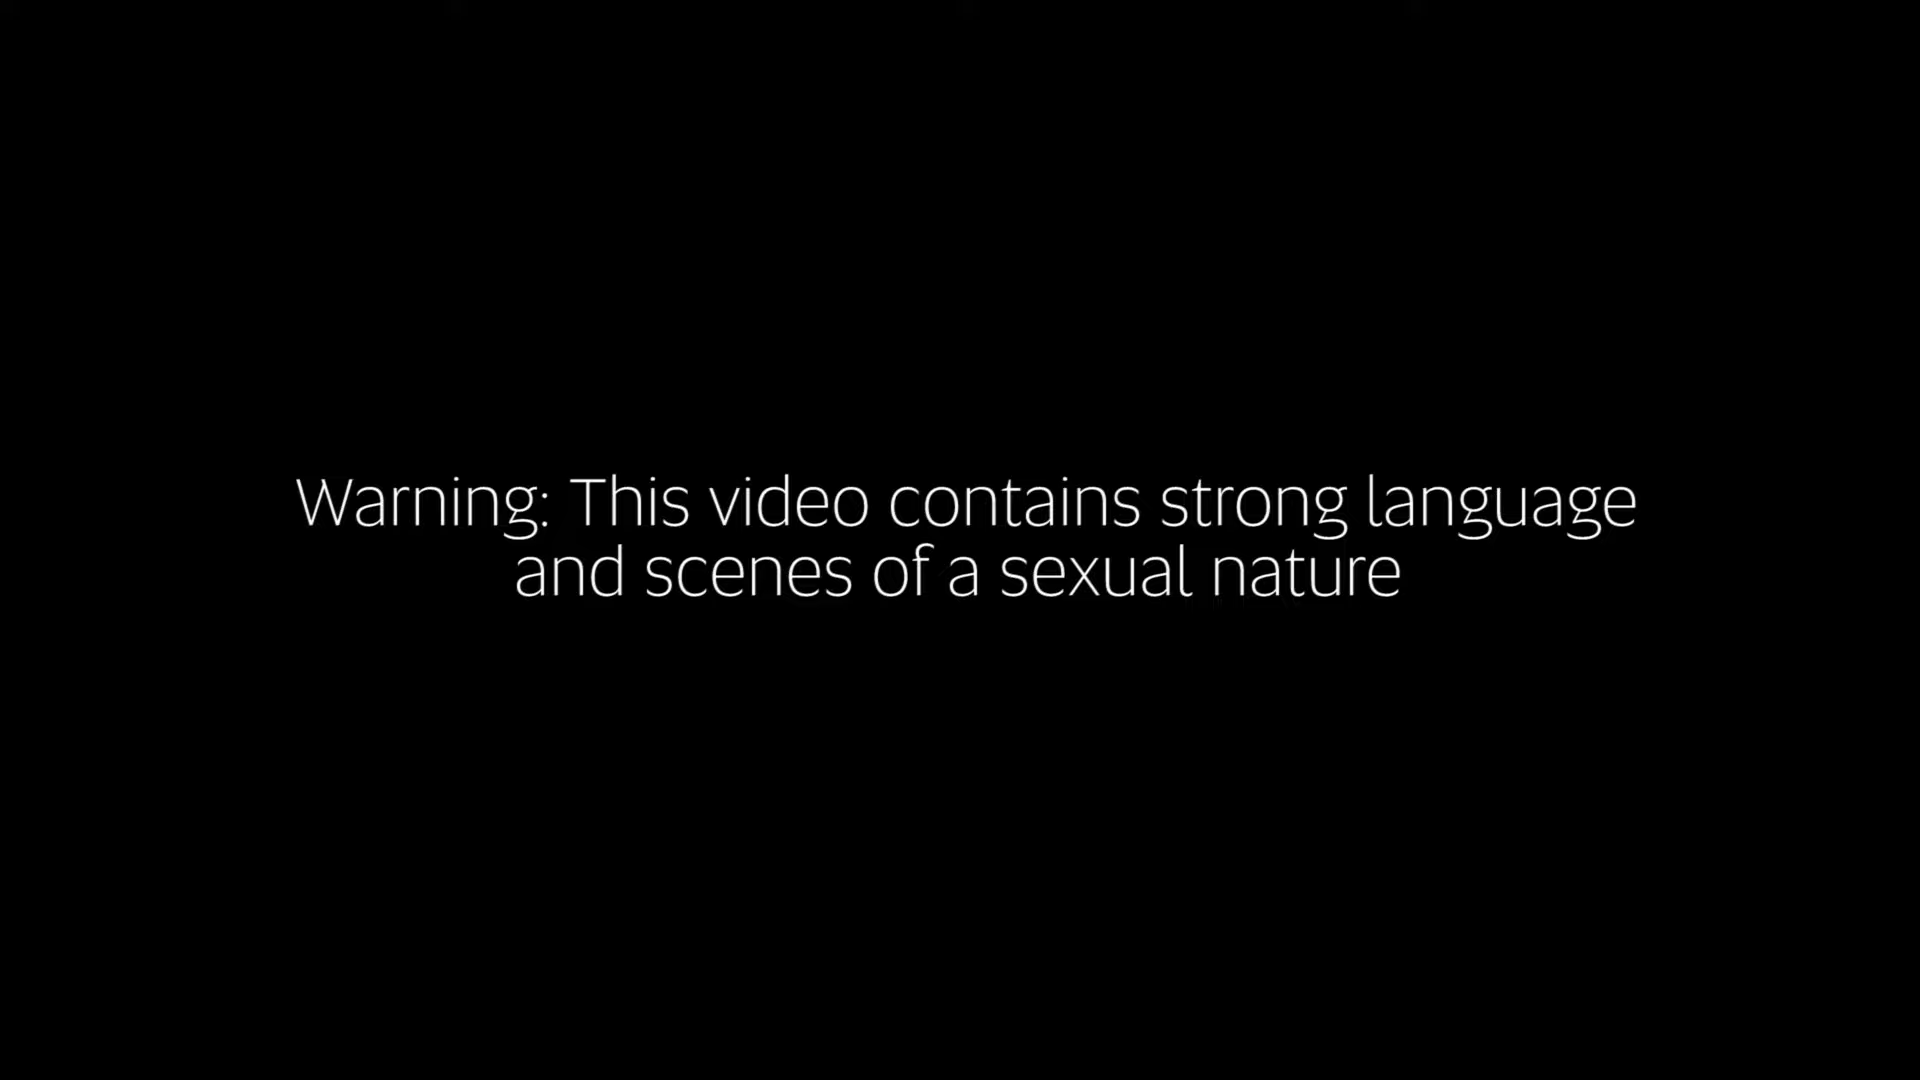 Warning: This video contains strong language
and scenes of a sexual nature